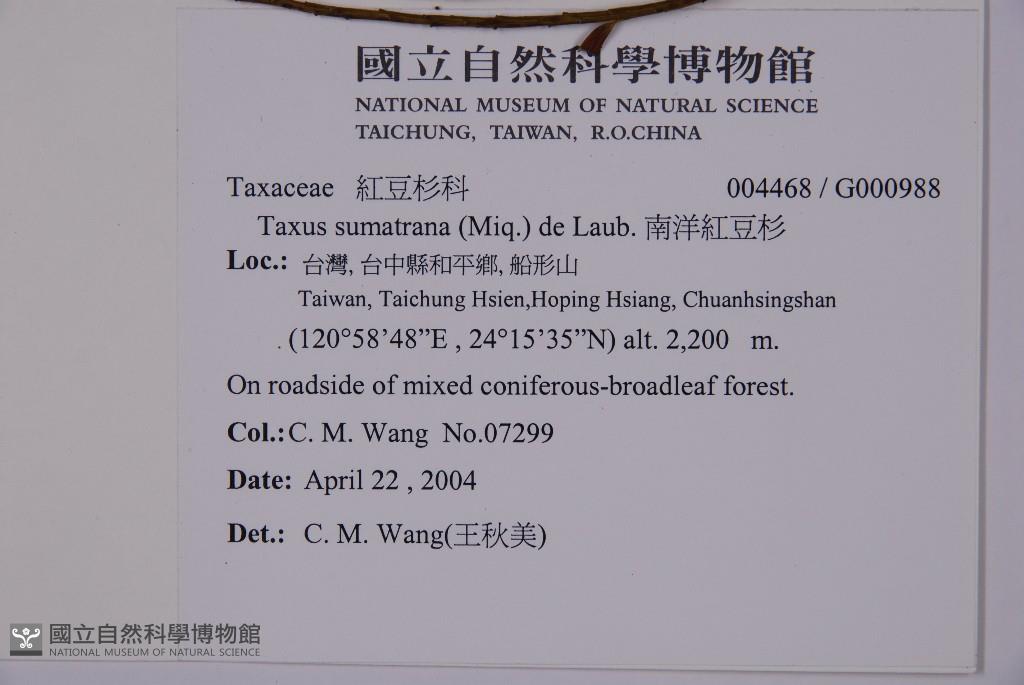 國立自然科學博物館
NATIONAL MUSEUM OF NATURAL SCIENCE
TAICHUNG, TAIWAN, R.O.CHINA
Taxaceae 紅豆杉科 004468 / G000988
Taxus sumatrana (Miq.) de Laub. 南洋紅豆杉
Loc.: 台灣, 台中縣和平鄉, 船形山
Taiwan, Taichung Hsien,Hoping Hsiang, Chuanhsingshan
. (120°58’48”E , 24°15’35”N) alt. 2,200 m.
On roadside of mixed coniferous-broadleaf forest.
Col.: C. M. Wang No.07299
Date: April 22 , 2004
Det.: C. M. Wang(王秋美)
國立自然科學博物館
NATIONAL MUSEUM OF NATURAL SCIENCE